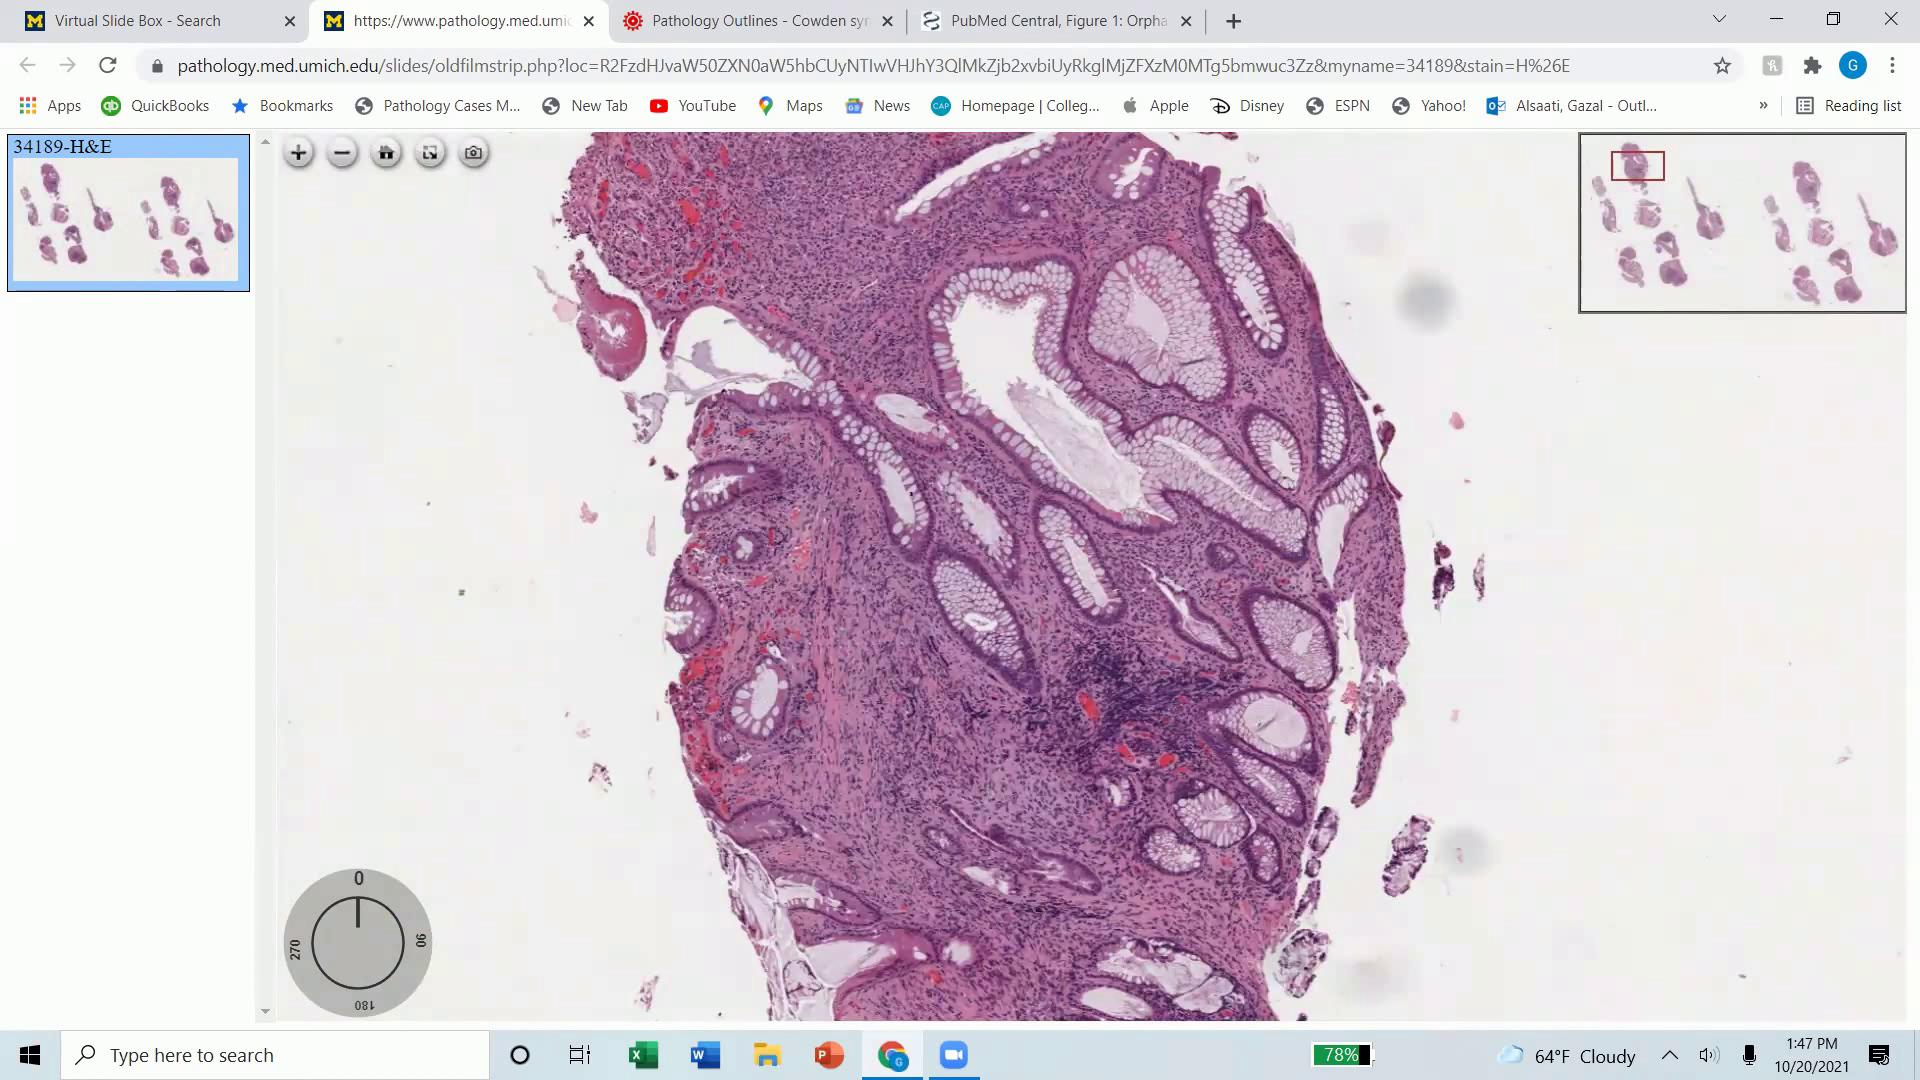 Virtual Slide Box - Search
https://www.pathology.med.umic
Pathology Outlines - Cowden syn
PubMed Central, Figure 1: Orpha
pathology.med.umich.edu/slides/oldfilmstrip.php?loc=R2FzdHJvaW50ZXN0aW5hbCUyNTIwVHJhY3QlMkZjb2xvbiUyRkglMjZFXzM0MTg5bmwuc3Zz&myname=34189&stain=H%26E
G
Apps QuickBooks Bookmarks Pathology Cases M... New Tab YouTube Maps News CAP Homepage | Colleg... Apple Disney ESPN Yahoo! Alsaati, Gazal - Outl... » Reading list
34189-H&E
0
270
90
180
Type here to search
78%
64°F Cloudy
1:47 PM
10/20/2021